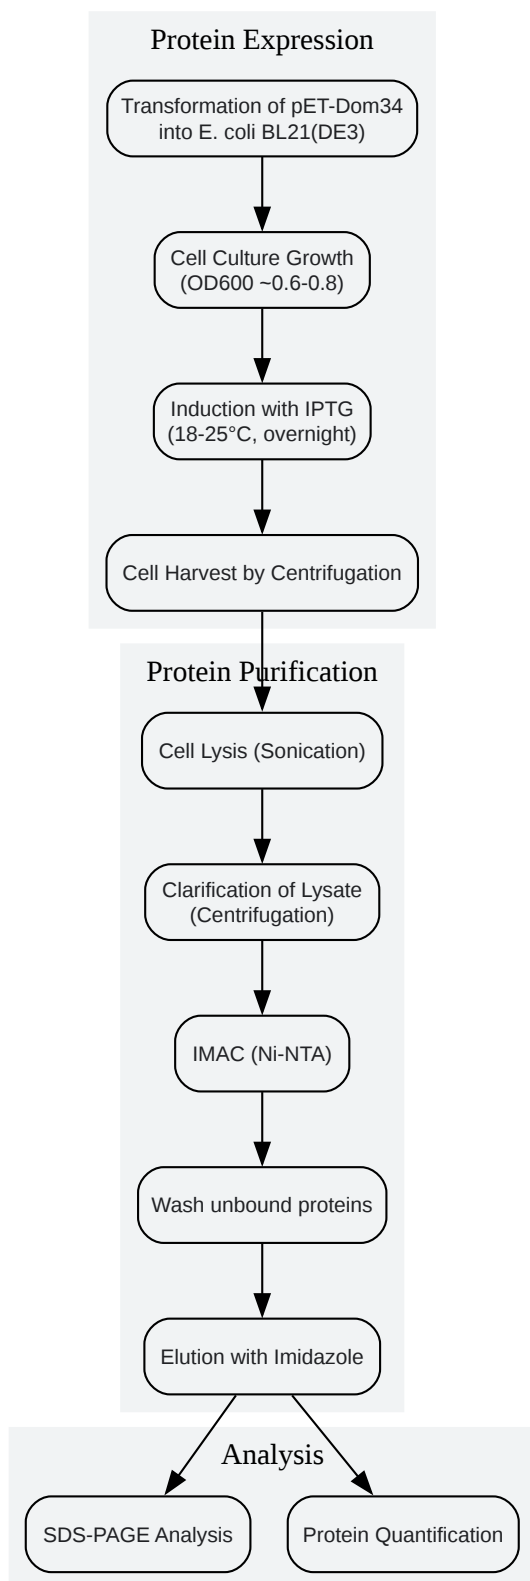 Protein Expression
Transformation of pET-Dom34
into E. coli BL21(DE3)
Cell Culture Growth
(OD600 ~0.6-0.8)
Induction with IPTG
(18-25°C, overnight)
Cell Harvest by Centrifugation
Protein Purification
Cell Lysis (Sonication)
Clarification of Lysate
(Centrifugation)
IMAC (Ni-NTA)
Wash unbound proteins
Elution with Imidazole
Analysis
SDS-PAGE Analysis
Protein Quantification